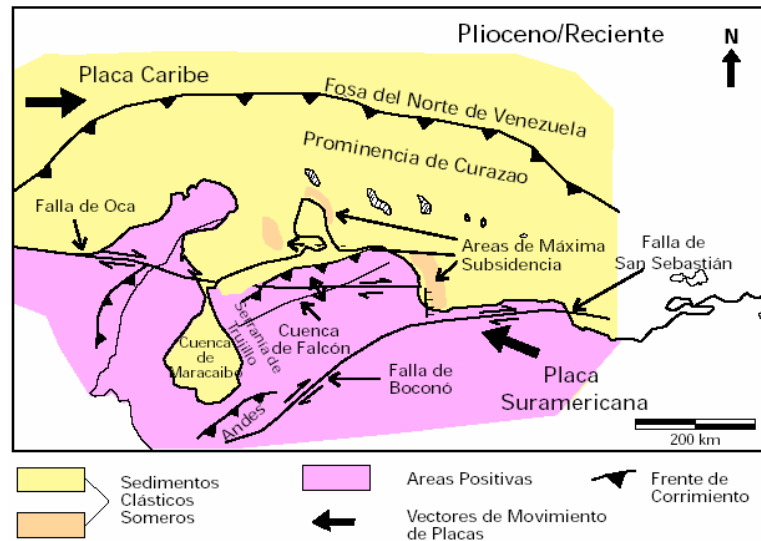 Plioceno/Reciente
N
Placa Caribe
Fosa del Norte de Venezuela
Prominencia de Curazao
Falla de Oca
Areas de Máxima
Subsidencia
Falla de
San Sebastián
Serranía de
Trujillo
Cuenca
de Falcón
Cuenca
de
Maracaibo
Falla de
Boconó
Andes
Placa
Suramericana
200 km
Sedimentos
Clásticos
Someros
Areas Positivas
Vectores de Movimiento
de Placas
Frente de
Corrimiento